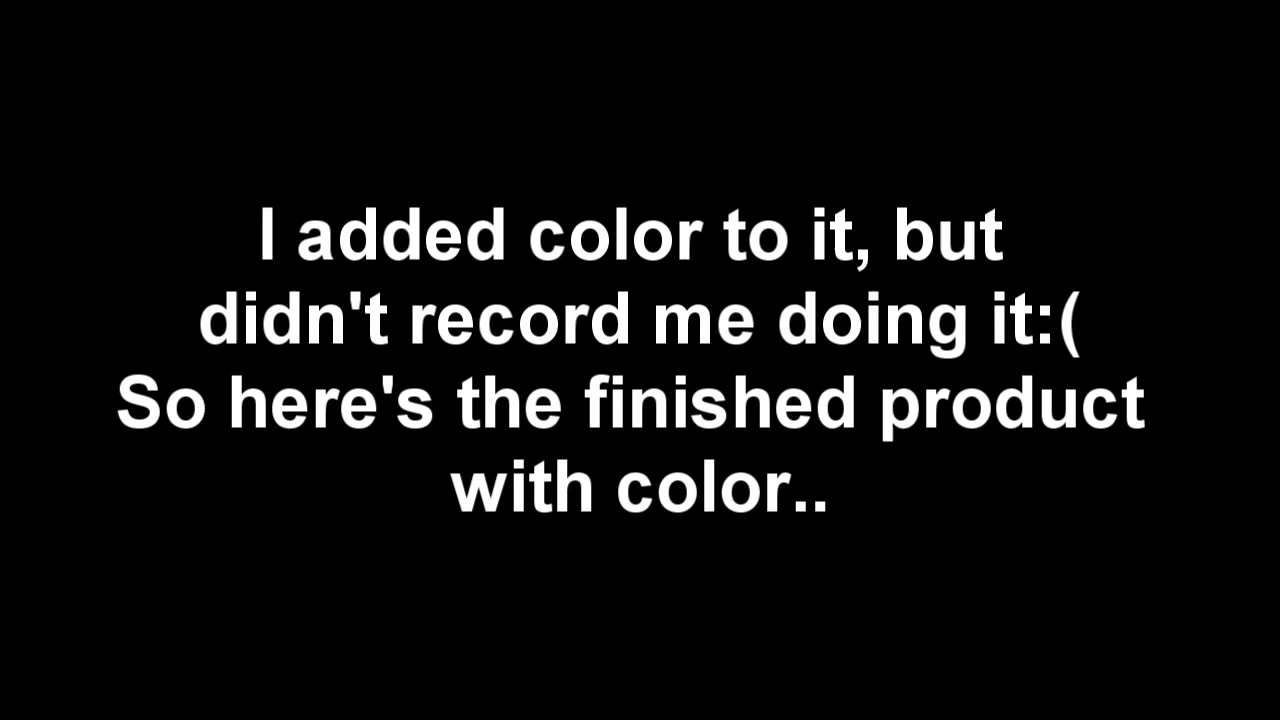 I added color to it, but
didn't record me doing it:(
So here's the finished product
with color..